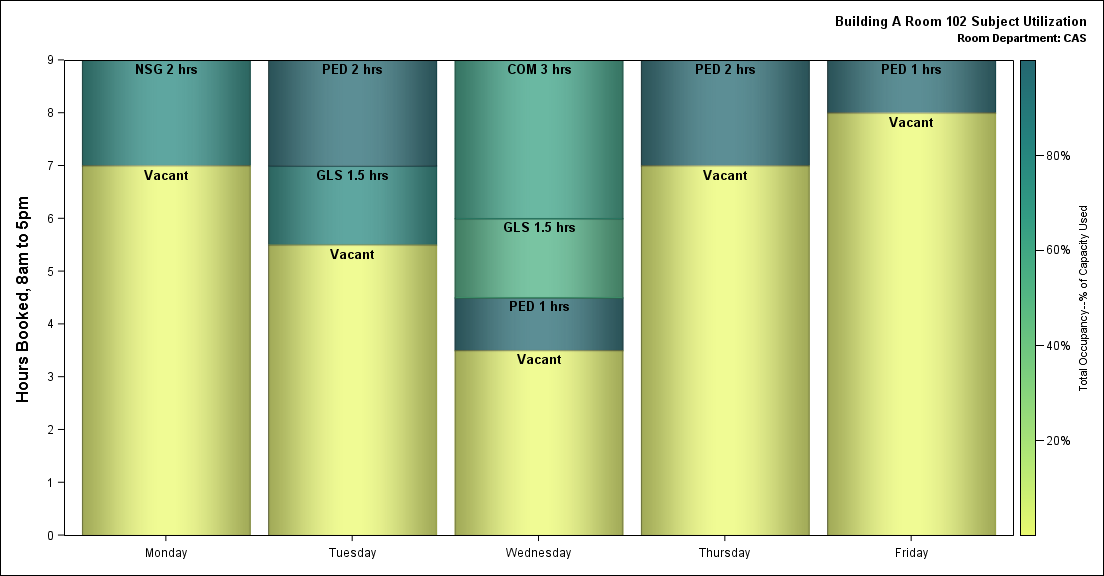 Building A Room 102 Subject Utilization
Room Department: CAS
Hours Booked, 8am to 5pm
9
8
7
6
5
4
3
2
1
0
NSG 2 hrs
Vacant
PED 2 hrs
GLS 1.5 hrs
Vacant
COM 3 hrs
GLS 1.5 hrs
PED 1 hrs
Vacant
PED 2 hrs
Vacant
PED 1 hrs
Vacant
Monday
Tuesday
Wednesday
Thursday
Friday
80%
60%
40%
20%
Total Occupancy--% of Capacity Used